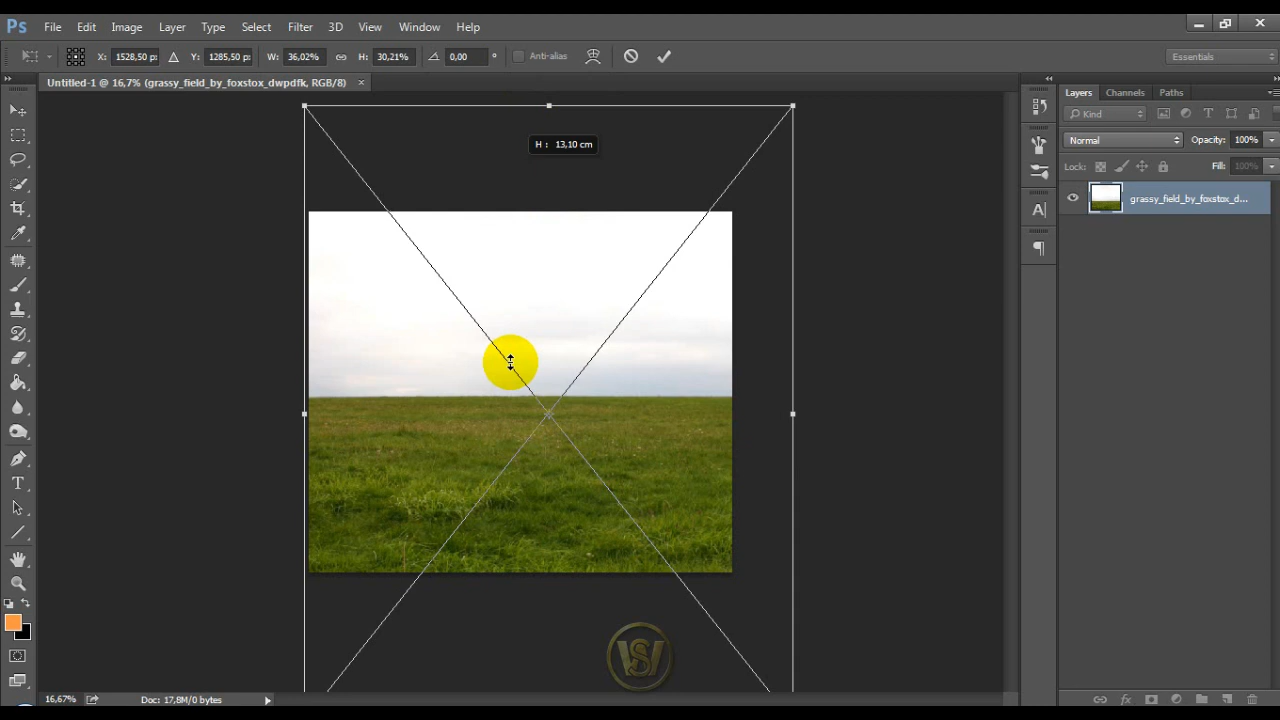 Ps File Edit Image Layer Type Select Filter 3D View Window Help
X: 1528,50 p: Y: 1285,50 p: W: 36,02% H: 30,21% 0,00 ° Anti-alias Essentials
Untitled-1 @ 16,7% (grassy_field_by_foxstox_dwpdfk, RGB/8) ×
Layers Channels Paths
Kind
Normal Opacity: 100%
Lock: Fill: 100%
grassy_field_by_foxstox_d...
H : 13,10 cm
16,67% Doc: 17,8M/0 bytes